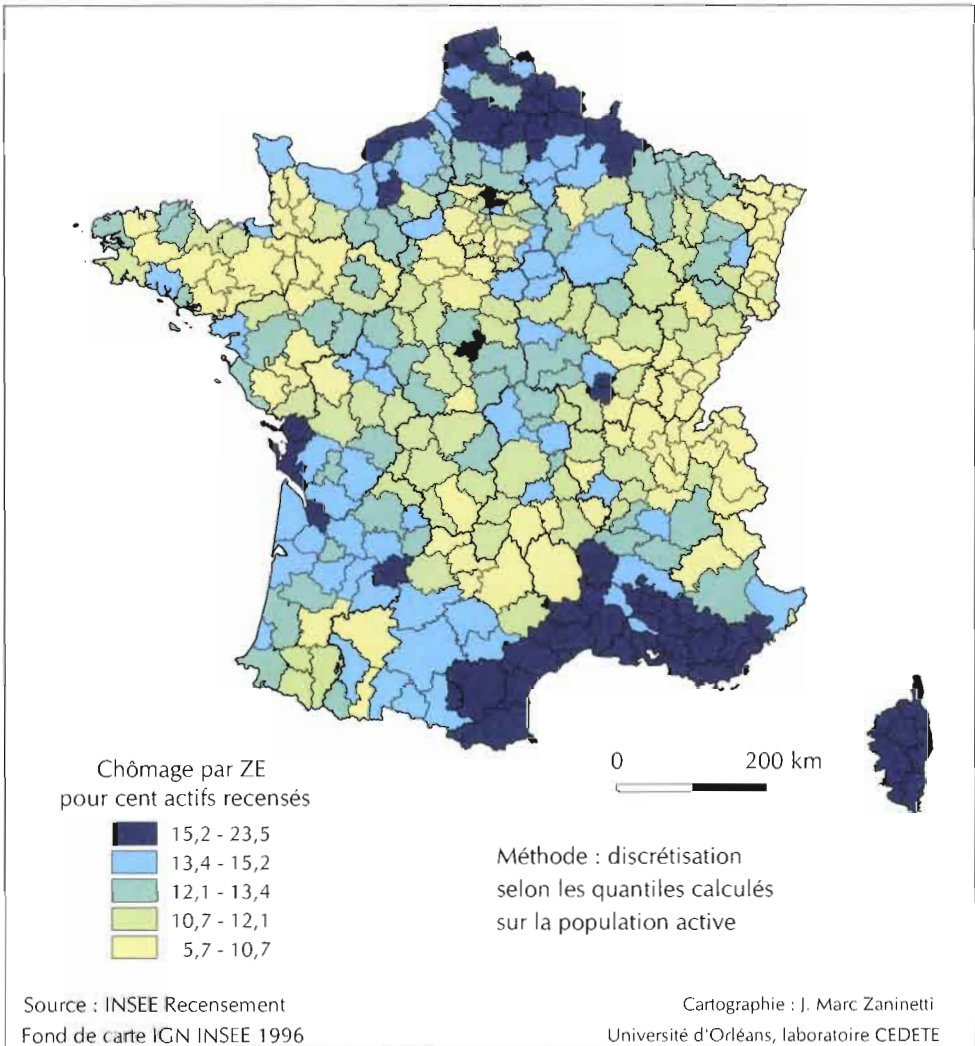 0 200 km
Chômage par ZE
pour cent actifs recensés
15,2 - 23,5
13,4 - 15,2
12,1 - 13,4
10,7 - 12,1
5,7 - 10,7
Méthode : discrétisation
selon les quantiles calculés
sur la population active
Source : INSEE Recensement
Fond de carte IGN INSEE 1996
Cartographie : J. Marc Zaninetti
Université d'Orléans, laboratoire CEDETE